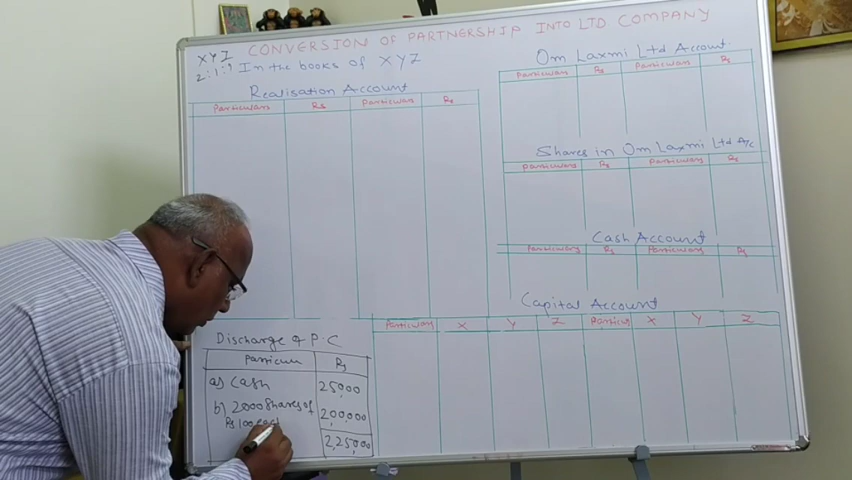 CONVERSION OF PARTNERSHIP INTO LTD COMPANY
XYZ
2:1:1
In the books of XYZ
Realisation Account
Particulars Rs Particulars Rs
Om Laxmi Ltd Account
Particulars Rs Particulars Rs
Shares in Om Laxmi Ltd A/c
Particulars Rs Particulars Rs
Cash Account
Particulars Rs Particulars Rs
Capital Account
Particulars X Y Z Particus X Y Z
Discharge of P.C
Particum Rs
a) Cash 25,000
b) 2000 Shares of
Rs 100 2,00,000
2,25,000